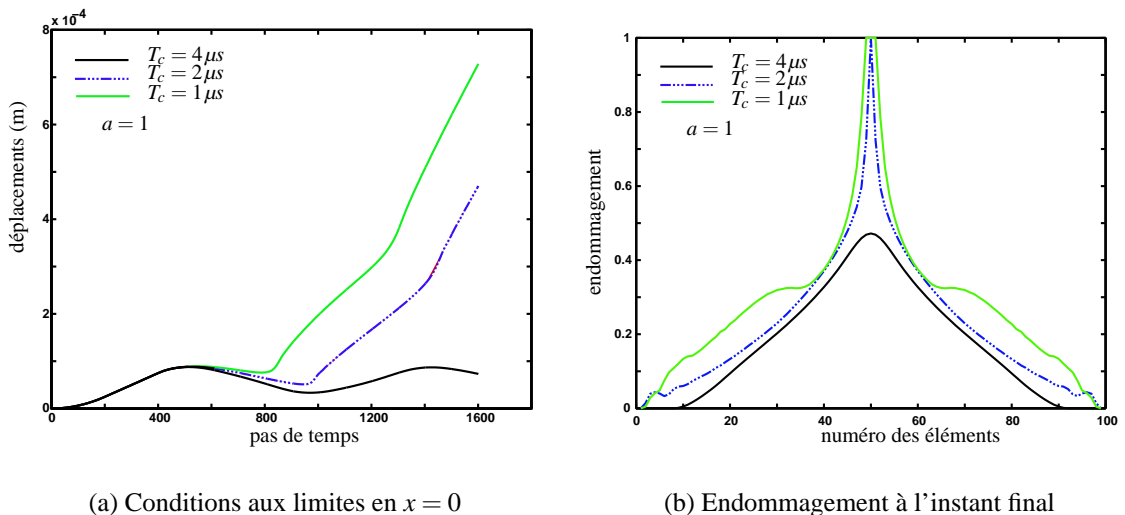 x 10⁻⁴
8
6
4
2
0
déplacements (m)
T_c = 4 μs
T_c = 2 μs
T_c = 1 μs
a = 1
0 400 800 1200 1600
pas de temps
(a) Conditions aux limites en x = 0
1
0.8
0.6
0.4
0.2
0
endommagement
T_c = 4 μs
T_c = 2 μs
T_c = 1 μs
a = 1
0 20 40 60 80 100
numéro des éléments
(b) Endommagement à l'instant final